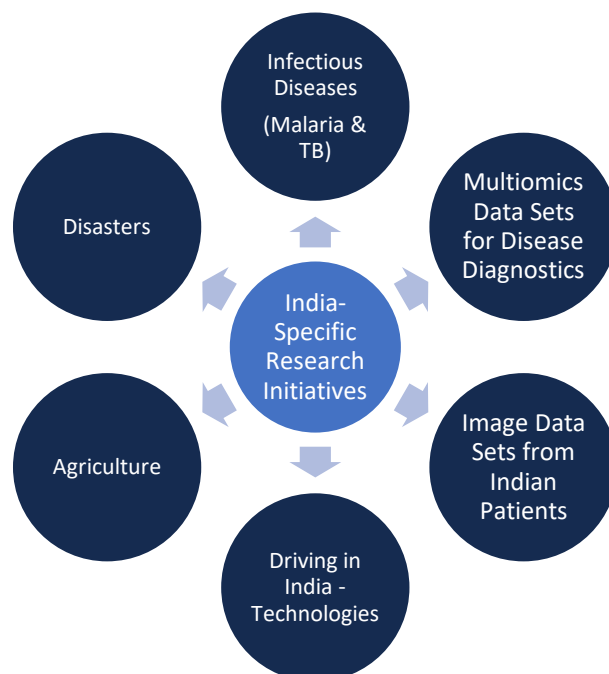 Infectious
Diseases
(Malaria &
TB)
Multiomics
Data Sets
for Disease
Diagnostics
Image Data
Sets from
Indian
Patients
Driving in
India -
Technologies
Agriculture
Disasters
India-
Specific
Research
Initiatives